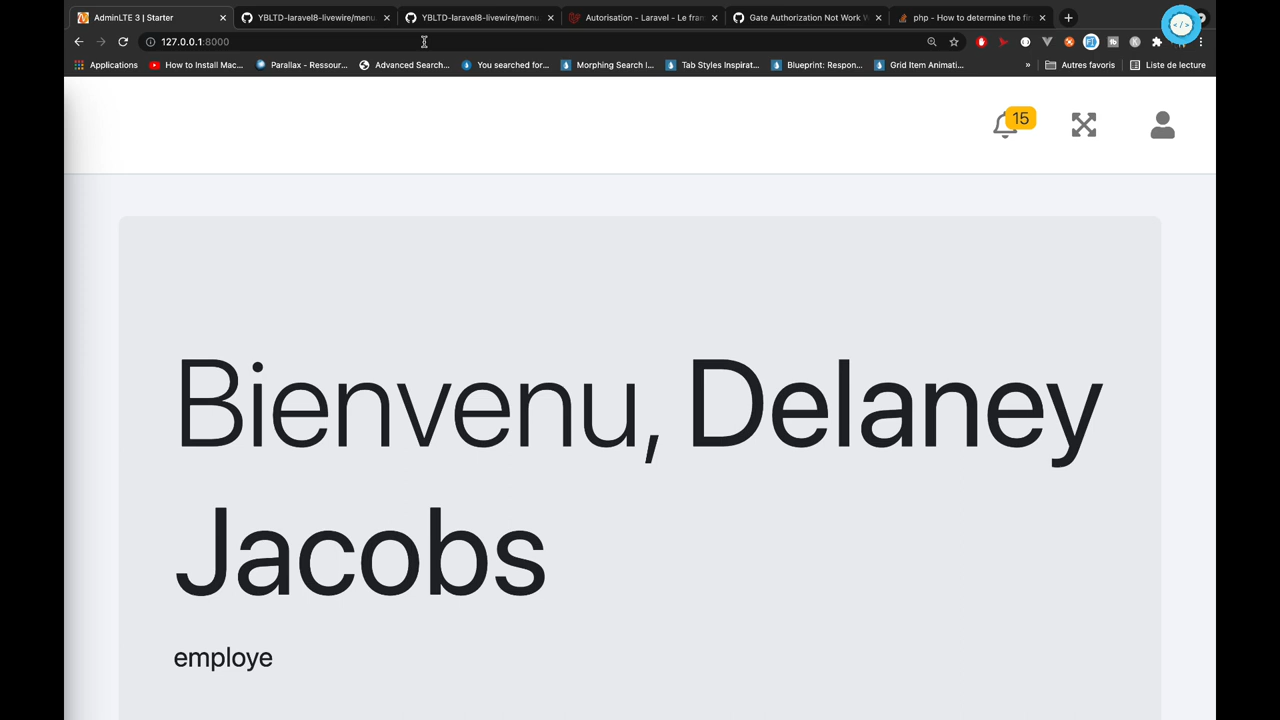 AdminLTE 3 | Starter
YBLTD-laravel8-livewire/menu.
YBLTD-laravel8-livewire/menu.
Autorisation - Laravel - Le fran
Gate Authorization Not Work W
php - How to determine the fir
127.0.0.1:8000
Applications
How to Install Mac...
Parallax - Ressour...
Advanced Search...
You searched for...
Morphing Search I...
Tab Styles Inspirat...
Blueprint: Respon...
Grid Item Animati...
»
Autres favoris
Liste de lecture
15
Bienvenu, Delaney
Jacobs
employe